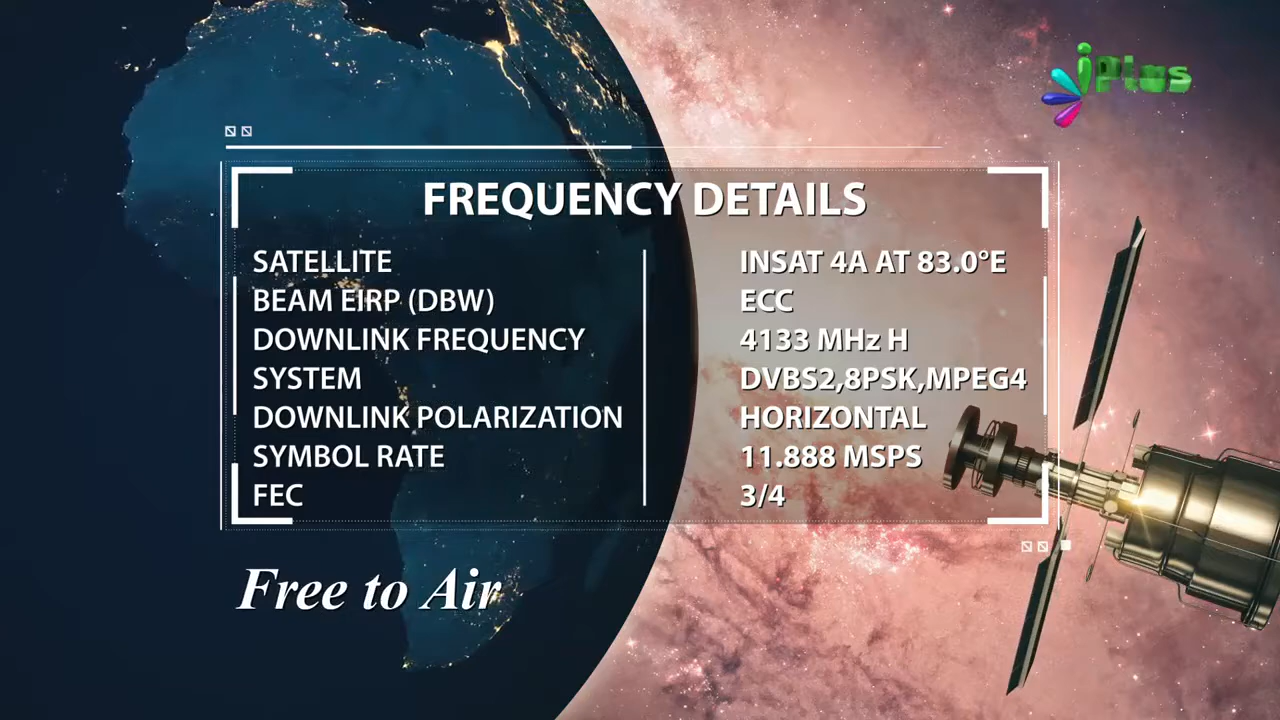 iPlus
FREQUENCY DETAILS
SATELLITE INSAT 4A AT 83.0°E
BEAM EIRP (DBW) ECC
DOWNLINK FREQUENCY 4133 MHz H
SYSTEM DVBS2,8PSK,MPEG4
DOWNLINK POLARIZATION HORIZONTAL
SYMBOL RATE 11.888 MSPS
FEC 3/4
Free to Air